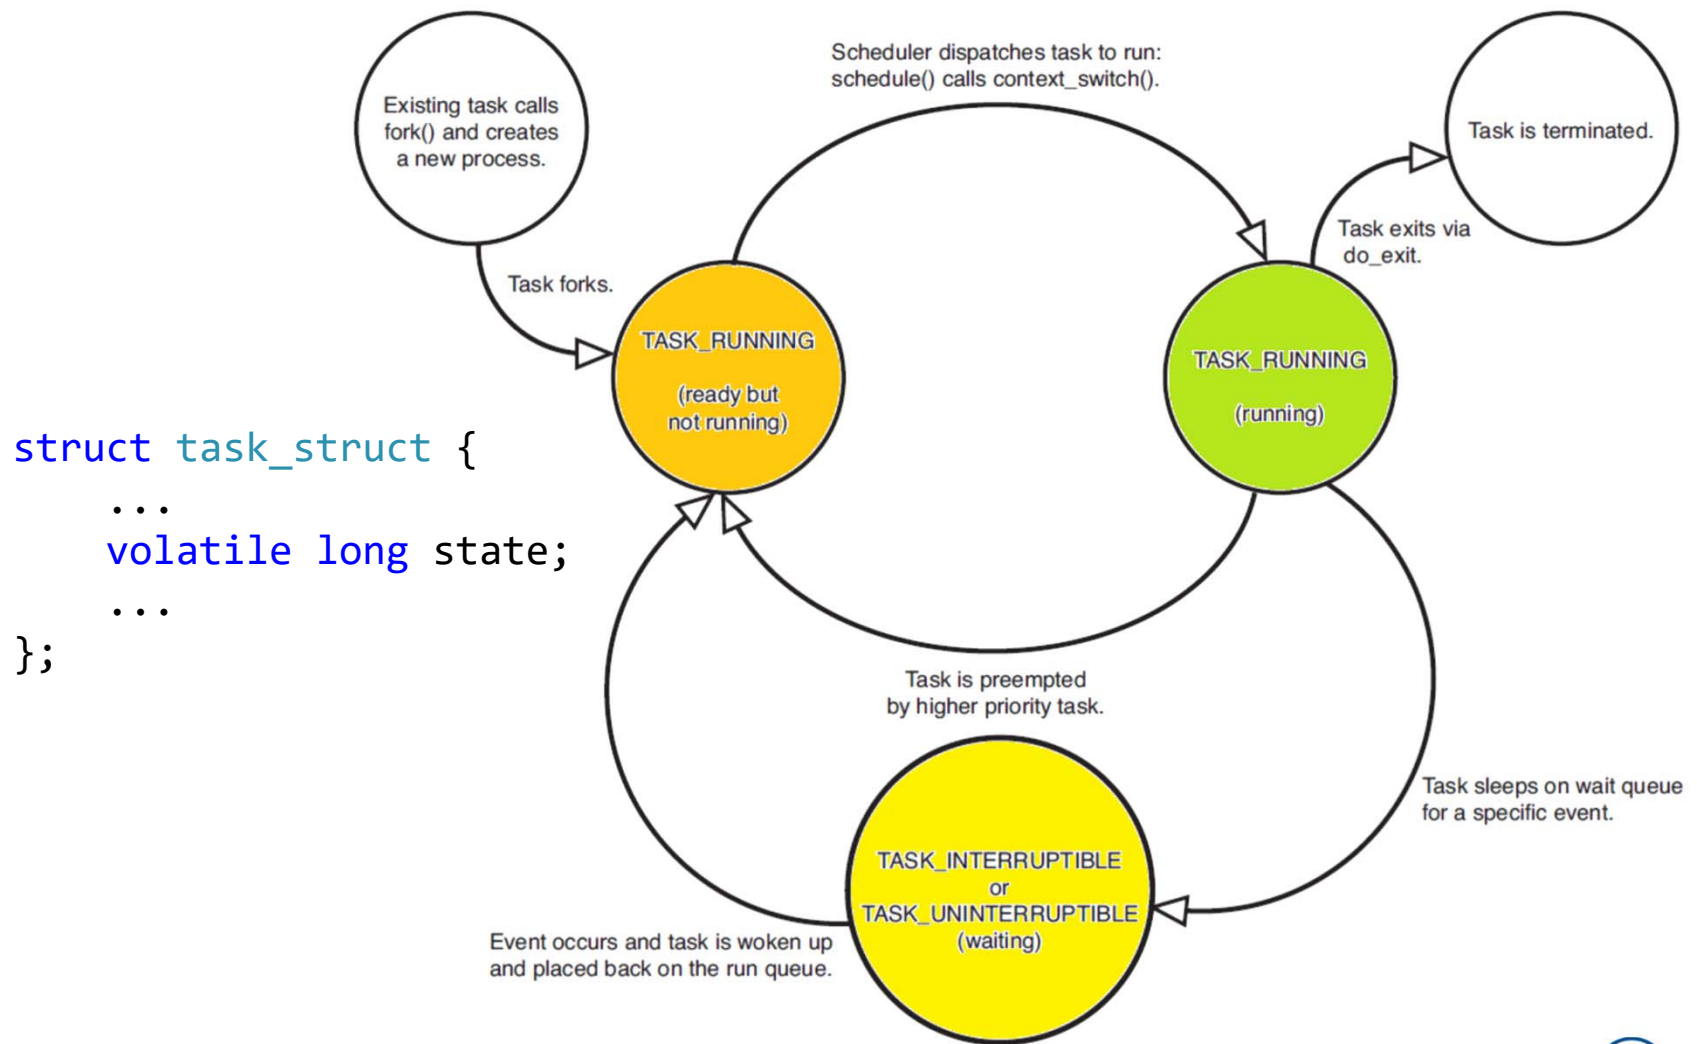 Scheduler dispatches task to run:
schedule() calls context_switch().
Existing task calls
fork() and creates
a new process.
Task is terminated.
Task exits via
do_exit.
Task forks.
TASK_RUNNING
(ready but
not running)
TASK_RUNNING
(running)
struct task_struct {
...
volatile long state;
...
};
Task is preempted
by higher priority task.
Task sleeps on wait queue
for a specific event.
TASK_INTERRUPTIBLE
or
TASK_UNINTERRUPTIBLE
(waiting)
Event occurs and task is woken up
and placed back on the run queue.